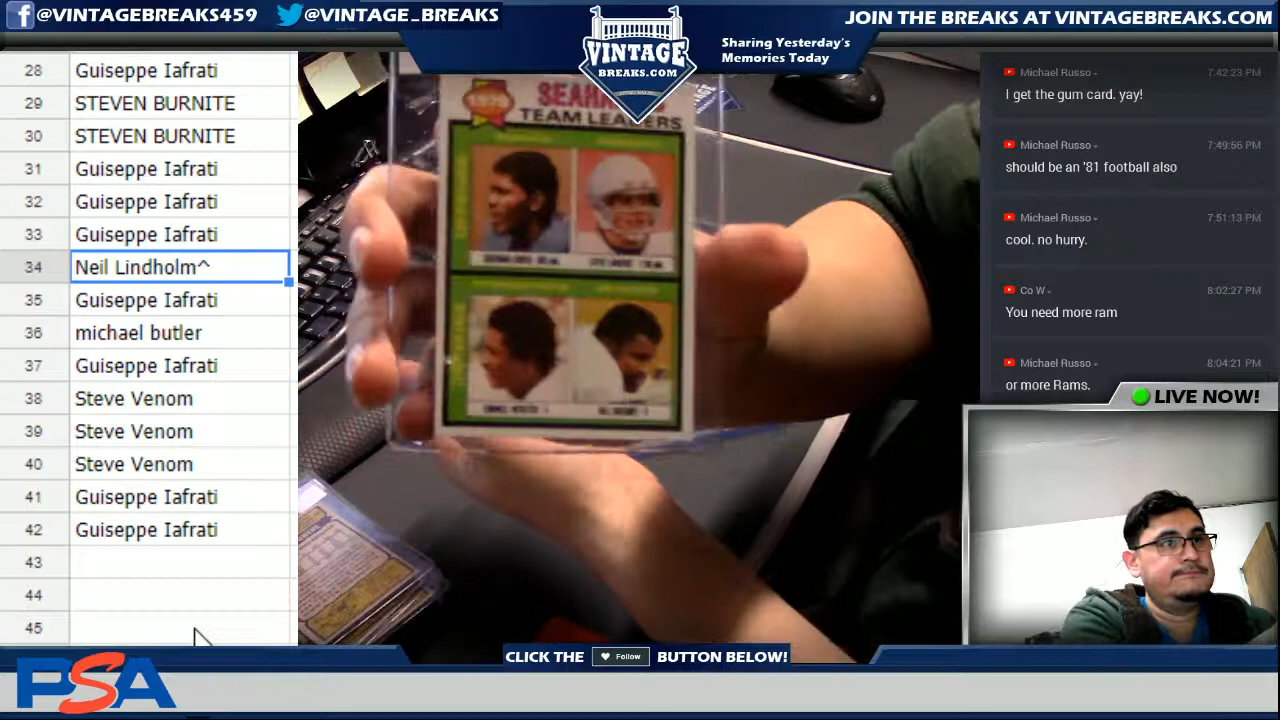 @VINTAGEBREAKS459
@VINTAGE_BREAKS
VINTAGE
BREAKS.COM
Sharing Yesterday's
Memories Today
JOIN THE BREAKS AT VINTAGEBREAKS.COM
28 Guiseppe Iafrati
29 STEVEN BURNITE
30 STEVEN BURNITE
31 Guiseppe Iafrati
32 Guiseppe Iafrati
33 Guiseppe Iafrati
34 Neil Lindholm^
35 Guiseppe Iafrati
36 michael butler
37 Guiseppe Iafrati
38 Steve Venom
39 Steve Venom
40 Steve Venom
41 Guiseppe Iafrati
42 Guiseppe Iafrati
43
44
45
1979
TEAM LEADERS
Michael Russo - 7:42:23 PM
I get the gum card. yay!
Michael Russo - 7:49:56 PM
should be an '81 football also
Michael Russo - 7:51:13 PM
cool. no hurry.
Co W - 8:02:27 PM
You need more ram
Michael Russo - 8:04:21 PM
or more Rams.
LIVE NOW!
CLICK THE Follow BUTTON BELOW!
PSA